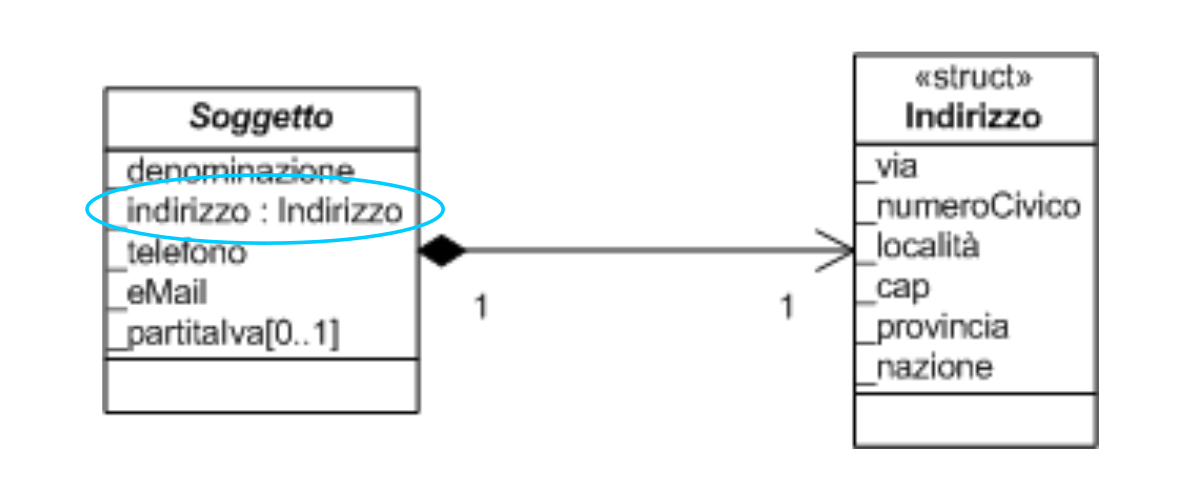 Soggetto
_denominazione
_indirizzo : Indirizzo
_telefono
_eMail
_partitaIva[0..1]
1
1
«struct»
Indirizzo
_via
_numeroCivico
_località
_cap
_provincia
_nazione